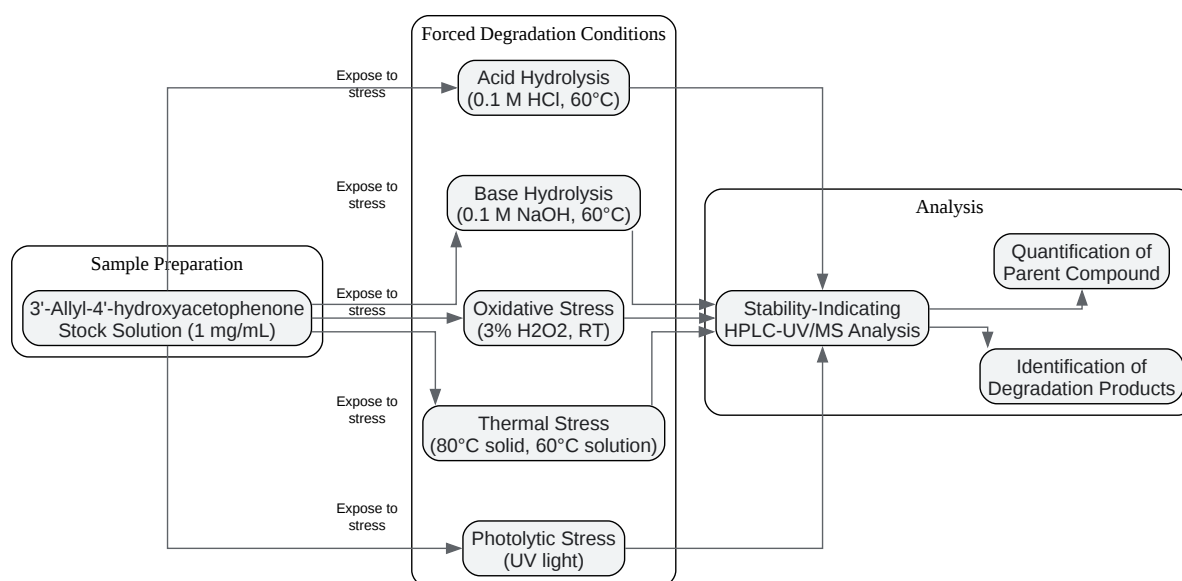 Forced Degradation Conditions
Expose to
stress
Acid Hydrolysis
(0.1 M HCl, 60°C)
Expose to
stress
Base Hydrolysis
(0.1 M NaOH, 60°C)
Analysis
Sample Preparation
Quantification of
Parent Compound
3'-Allyl-4'-hydroxyacetophenone
Stock Solution (1 mg/mL)
Expose to
stress
Oxidative Stress
(3% H2O2, RT)
Stability-Indicating
HPLC-UV/MS Analysis
Identification of
Degradation Products
Expose to
stress
Thermal Stress
(80°C solid, 60°C solution)
Expose to
stress
Photolytic Stress
(UV light)